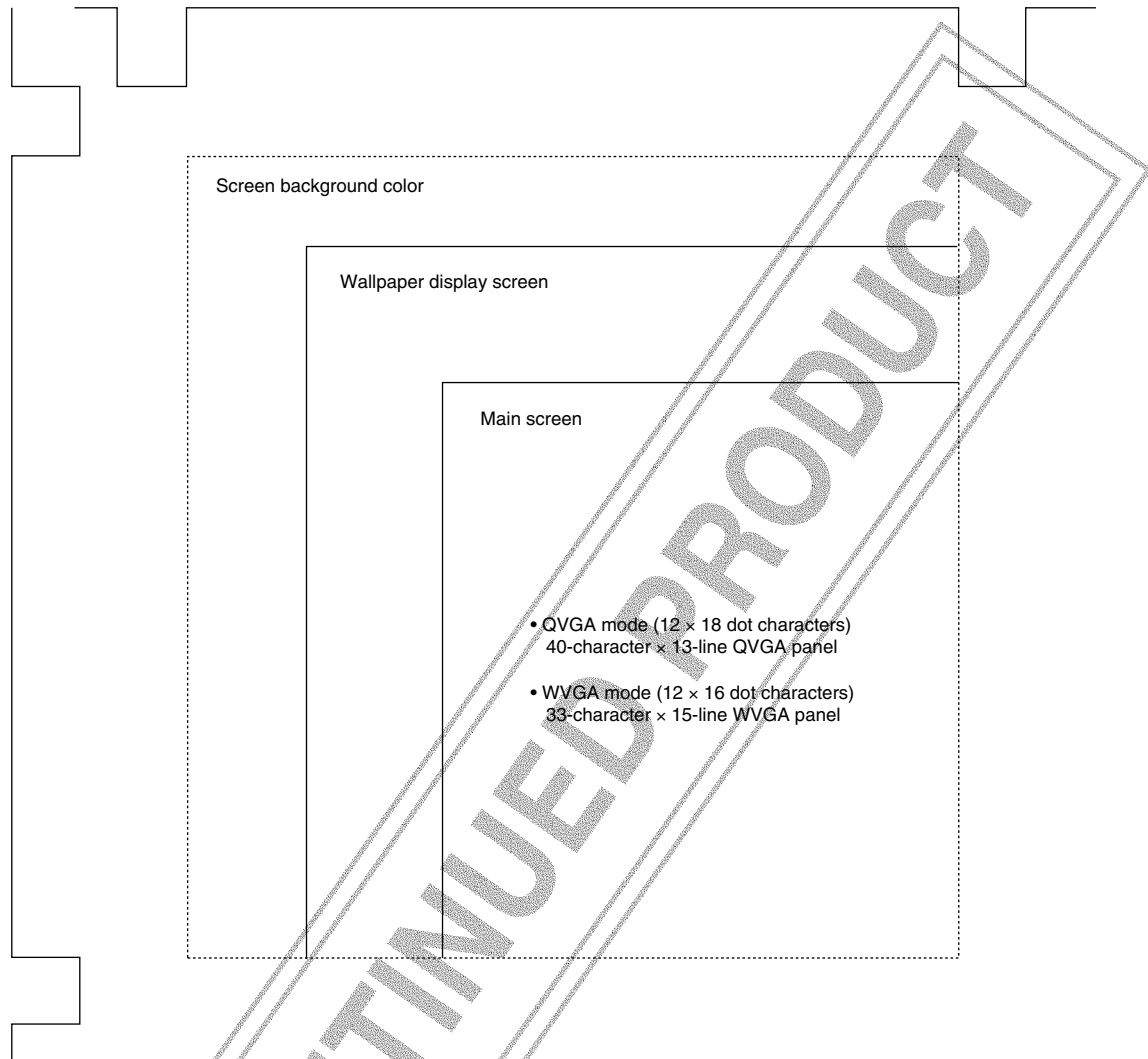 Screen background color
Wallpaper display screen
Main screen
• QVGA mode (12 × 18 dot characters)
40-character × 13-line QVGA panel
• WVGA mode (12 × 16 dot characters)
33-character × 15-line WVGA panel
TINUED PRODUCT